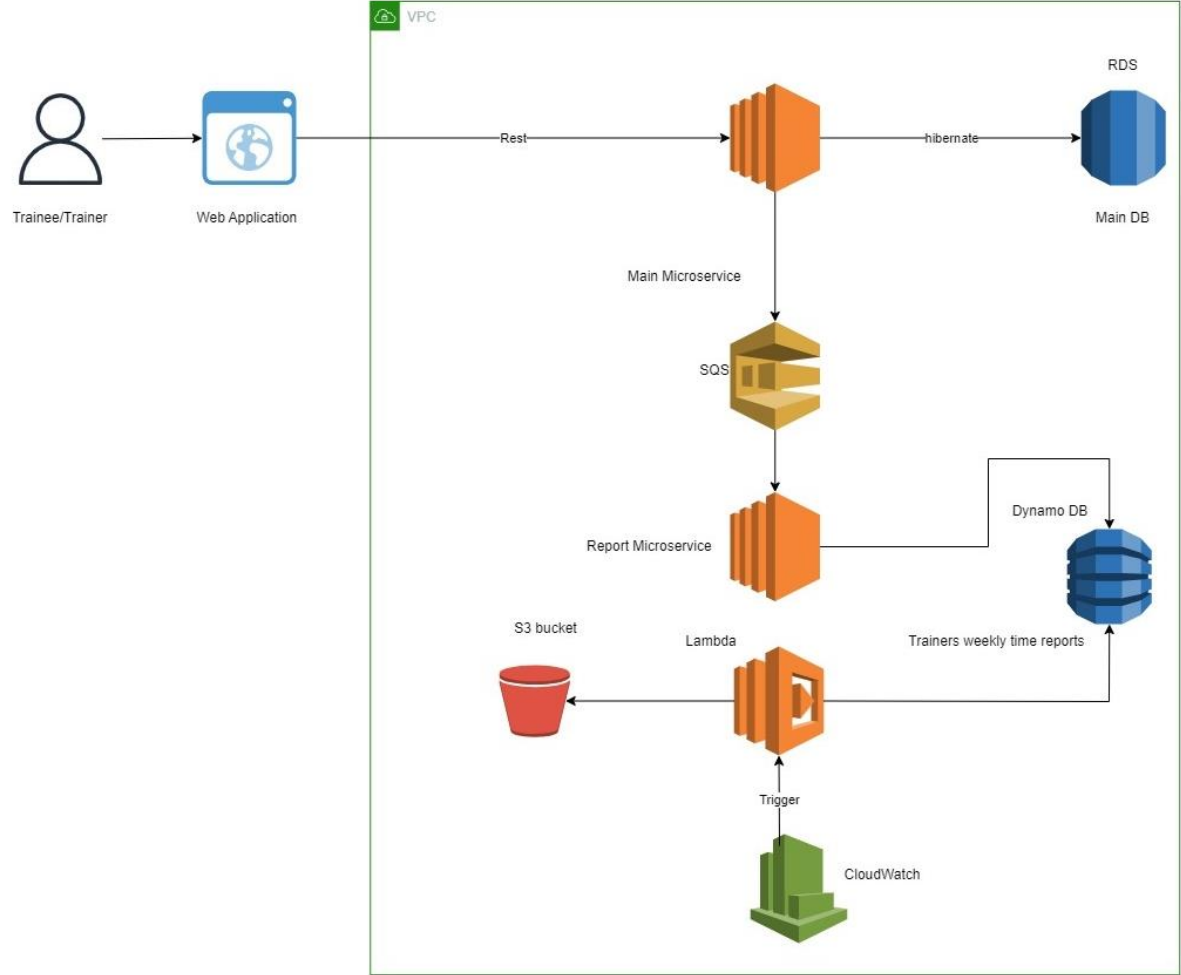 VPC
RDS
Rest
hibernate
Trainee/Trainer
Web Application
Main DB
Main Microservice
SQS
Dynamo DB
Report Microservice
S3 bucket
Lambda
Trainers weekly time reports
Trigger
CloudWatch